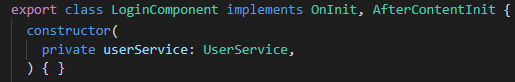 export class LoginComponent implements OnInit, AfterContentInit {
  constructor(
    private userService: UserService,
  ) { }